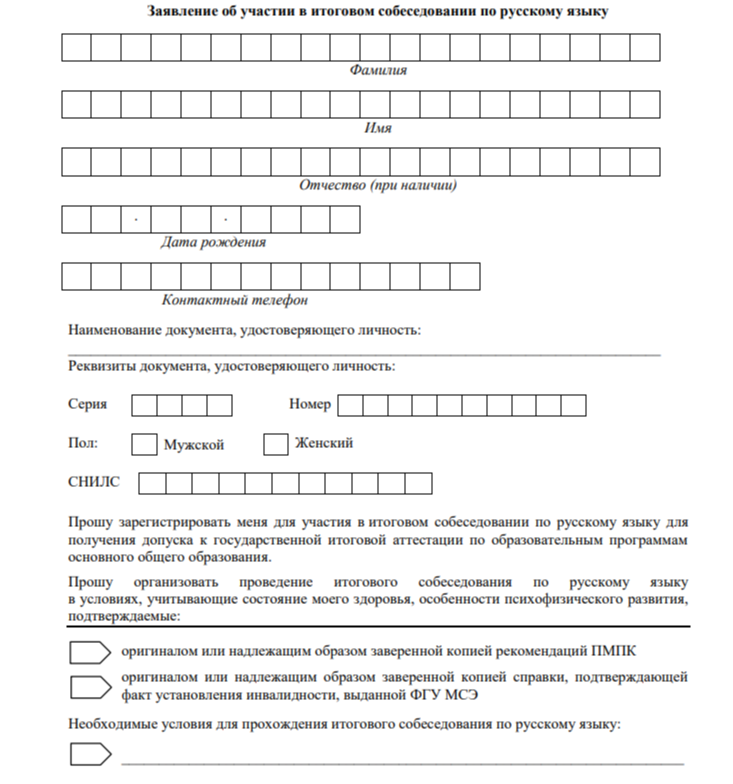 Заявление об участии в итоговом собеседовании по русскому языку
Фамилия
Имя
Отчество (при наличии)
. .
Дата рождения
Контактный телефон
Наименование документа, удостоверяющего личность:
Реквизиты документа, удостоверяющего личность:
Серия Номер
Пол: Мужской Женский
СНИЛС
Прошу зарегистрировать меня для участия в итоговом собеседовании по русскому языку для
получения допуска к государственной итоговой аттестации по образовательным программам
основного общего образования.
Прошу организовать проведение итогового собеседования по русскому языку
в условиях, учитывающие состояние моего здоровья, особенности психофизического развития,
подтверждаемые:
оригиналом или надлежащим образом заверенной копией рекомендаций ПМПК
оригиналом или надлежащим образом заверенной копией справки, подтверждающей
факт установления инвалидности, выданной ФГУ МСЭ
Необходимые условия для прохождения итогового собеседования по русскому языку: